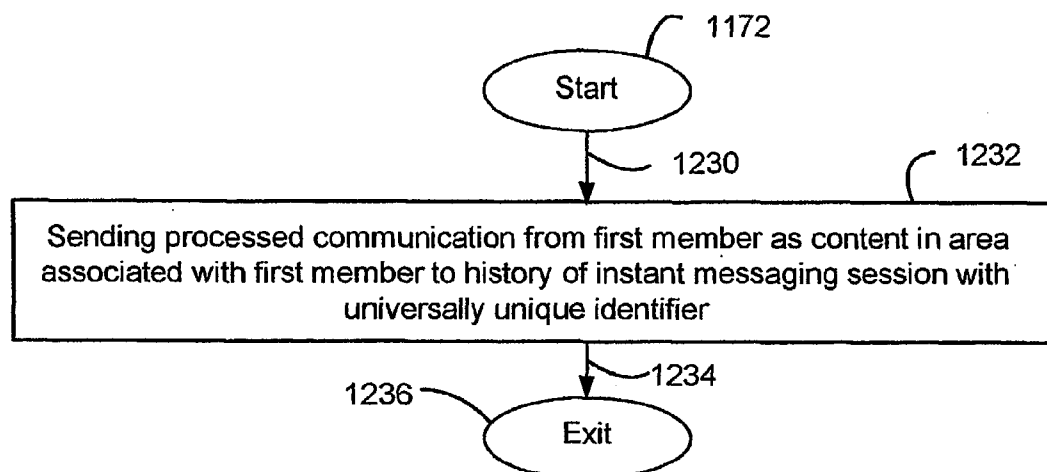 1172
Start
1230
1232
Sending processed communication from first member as content in area
associated with first member to history of instant messaging session with
universally unique identifier
1234
1236
Exit